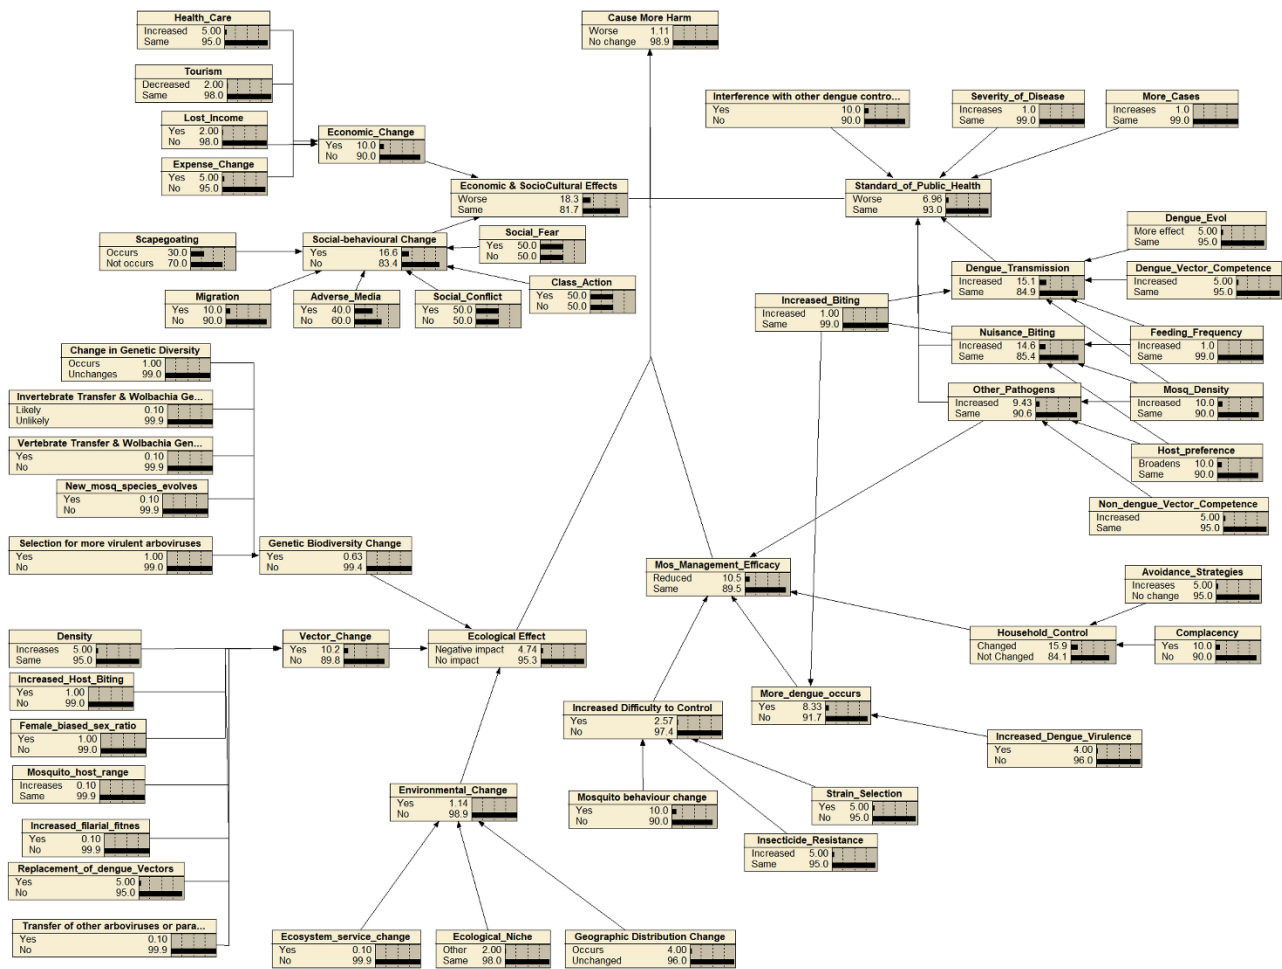 Health_Care
Increased 5.00
Same 95.0
Cause More Harm
Worse 1.11
No change 98.9
Tourism
Decreased 2.00
Same 98.0
Interference with other dengue contro...
Yes 10.0
No 90.0
Severity_of_Disease
Increases 1.0
Same 99.0
More_Cases
Increases 1.0
Same 99.0
Lost_Income
Yes 2.00
No 98.0
Economic_Change
Yes 10.0
No 90.0
Expense_Change
Yes 5.00
No 95.0
Economic & SocioCultural Effects
Worse 18.3
Same 81.7
Standard_of_Public_Health
Worse 6.96
Same 93.0
Scapegoating
Occurs 30.0
Not occurs 70.0
Social-behavioural Change
Yes 16.6
No 83.4
Social_Fear
Yes 50.0
No 50.0
Dengue_Evol
More effect 5.00
Same 95.0
Dengue_Transmission
Increased 15.1
Same 84.9
Dengue_Vector_Competence
Increased 5.00
Same 95.0
Migration
Yes 10.0
No 90.0
Adverse_Media
Yes 40.0
No 60.0
Social_Conflict
Yes 50.0
No 50.0
Class_Action
Yes 50.0
No 50.0
Increased_Biting
Increased 1.00
Same 99.0
Nuisance_Biting
Increased 14.6
Same 85.4
Feeding_Frequency
Increased 1.0
Same 99.0
Change in Genetic Diversity
Occurs 1.00
Unchanges 99.0
Other_Pathogens
Increased 9.43
Same 90.6
Mosq_Density
Increased 10.0
Same 90.0
Invertebrate Transfer & Wolbachia Ge...
Likely 0.10
Unlikely 99.9
Vertebrate Transfer & Wolbachia Gen...
Yes 0.10
No 99.9
Host_preference
Broadens 10.0
Same 90.0
New_mosq_species_evolves
Yes 0.10
No 99.9
Non_dengue_Vector_Competence
Increased 5.00
Same 95.0
Selection for more virulent arboviruses
Yes 1.00
No 99.0
Genetic Biodiversity Change
Yes 0.63
No 99.4
Mos_Management_Efficacy
Reduced 10.5
Same 89.5
Avoidance_Strategies
Increases 5.00
No change 95.0
Density
Increases 5.00
Same 95.0
Vector_Change
Yes 10.2
No 89.8
Ecological Effect
Negative impact 4.74
No impact 95.3
Household_Control
Changed 15.9
Not Changed 84.1
Complacency
Yes 10.0
No 90.0
Increased_Host_Biting
Yes 1.00
No 99.0
More_dengue_occurs
Yes 8.33
No 91.7
Increased Difficulty to Control
Yes 2.57
No 97.4
Female_biased_sex_ratio
Yes 1.00
No 99.0
Increased_Dengue_Virulence
Yes 4.00
No 96.0
Mosquito_host_range
Increases 0.10
Same 99.9
Environmental_Change
Yes 1.14
No 98.9
Mosquito behaviour change
Yes 10.0
No 90.0
Strain_Selection
Yes 5.00
No 95.0
Increased_filarial_fitnes
Yes 0.10
No 99.9
Insecticide_Resistance
Increased 5.00
Same 95.0
Replacement_of_dengue_Vectors
Yes 5.00
No 95.0
Transfer of other arboviruses or para...
Yes 0.10
No 99.9
Ecosystem_service_change
Yes 0.10
No 99.9
Ecological_Niche
Other 2.00
Same 98.0
Geographic Distribution Change
Occurs 4.00
Unchanged 96.0